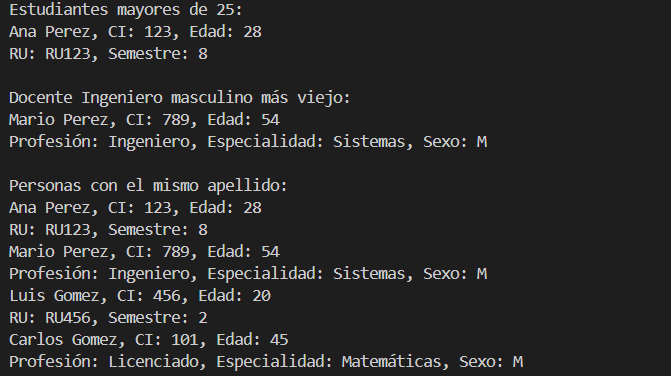 Estudiantes mayores de 25:
Ana Perez, CI: 123, Edad: 28
RU: RU123, Semestre: 8
Docente Ingeniero masculino más viejo:
Mario Perez, CI: 789, Edad: 54
Profesión: Ingeniero, Especialidad: Sistemas, Sexo: M
Personas con el mismo apellido:
Ana Perez, CI: 123, Edad: 28
RU: RU123, Semestre: 8
Mario Perez, CI: 789, Edad: 54
Profesión: Ingeniero, Especialidad: Sistemas, Sexo: M
Luis Gomez, CI: 456, Edad: 20
RU: RU456, Semestre: 2
Carlos Gomez, CI: 101, Edad: 45
Profesión: Licenciado, Especialidad: Matemáticas, Sexo: M